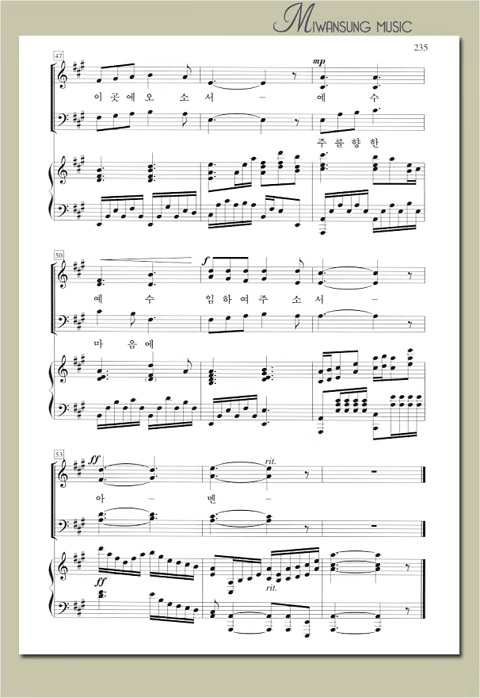 MIWANSUNG MUSIC
235
47
mp
이 곳 에 오 소 서 – 예 수
주 를 향 한
50
f
예 수 임 하 여 주 소 서 –
마 음 에
53
ff rit.
아 – 멘 –
ff rit.